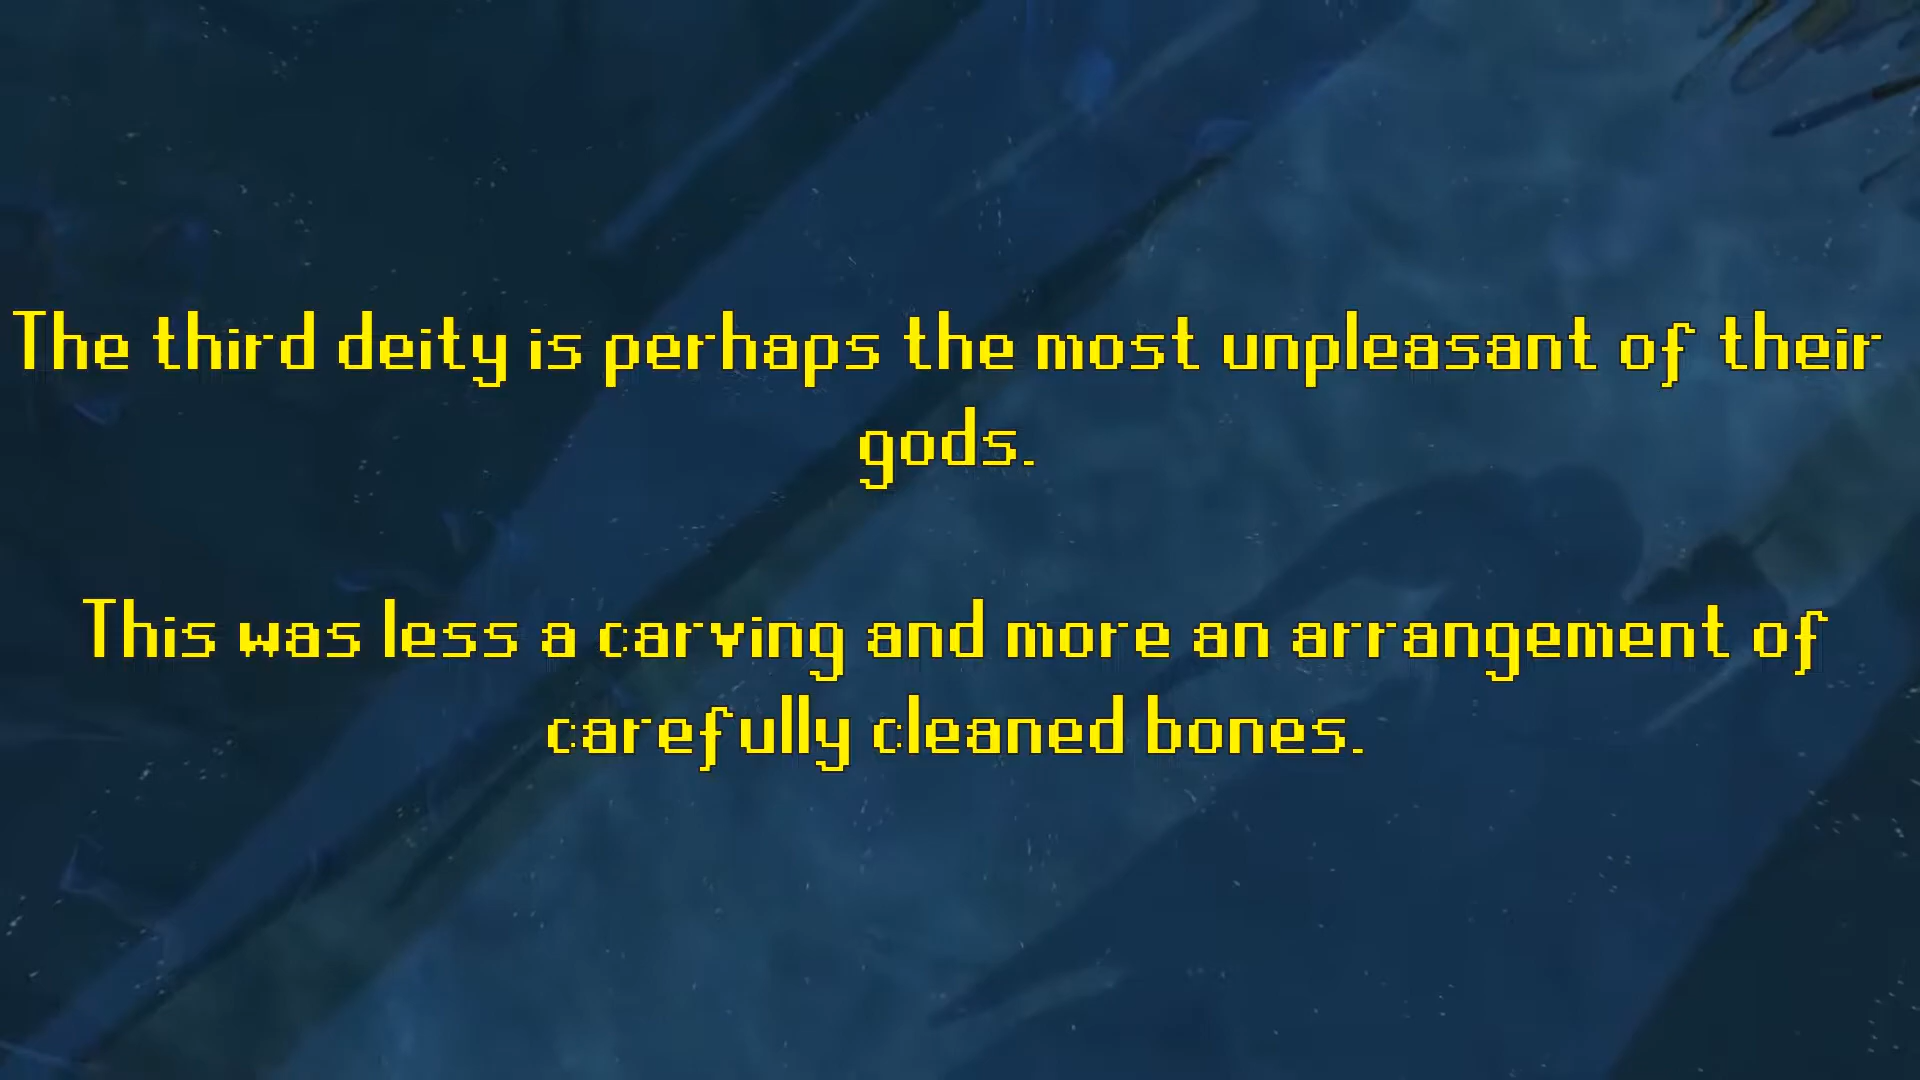 The third deity is perhaps the most unpleasant of their
gods.
This was less a carving and more an arrangement of
carefully cleaned bones.